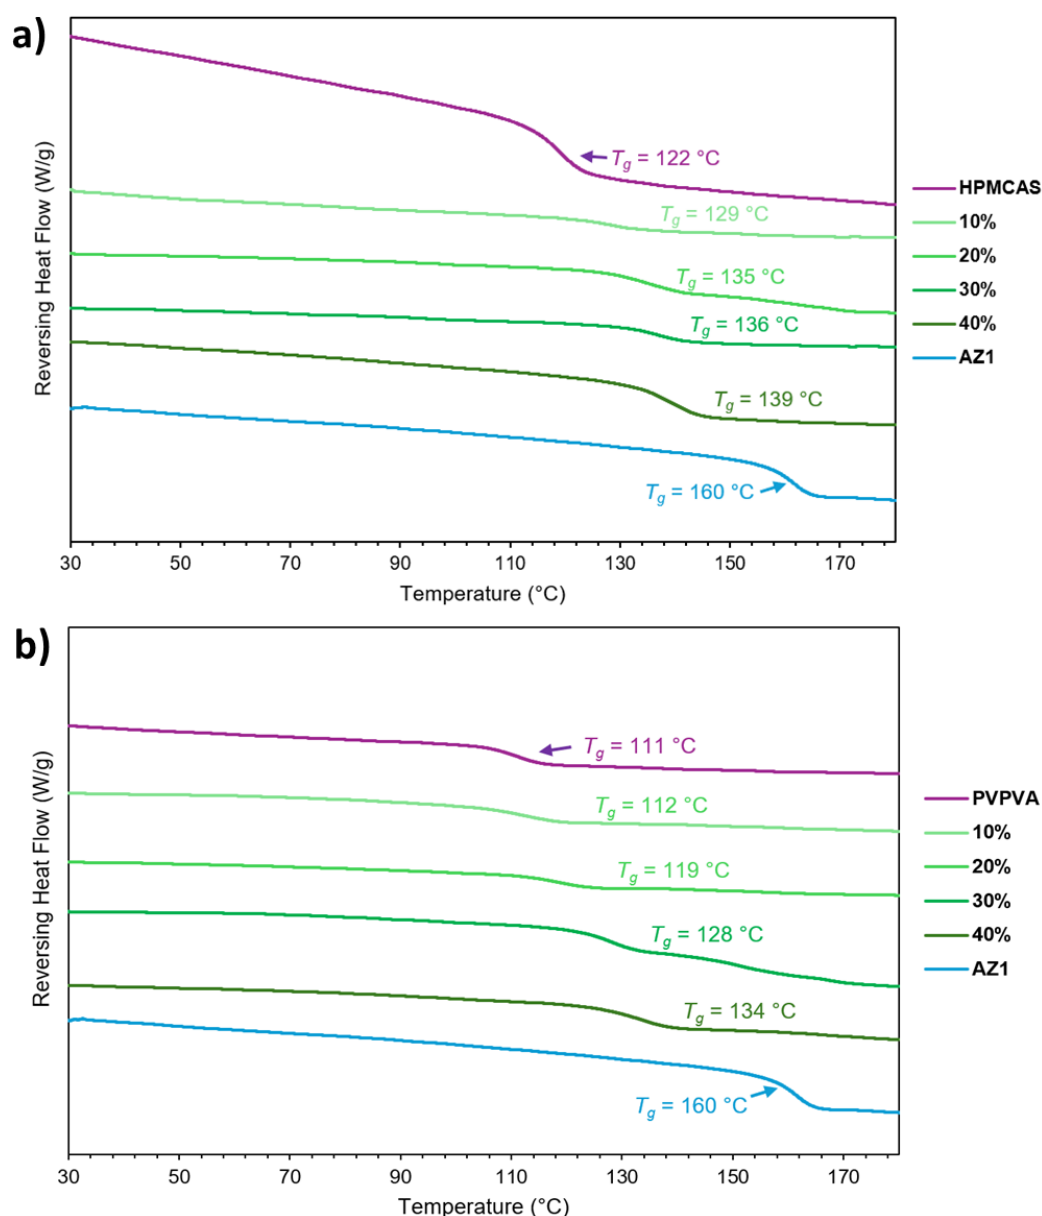 a)
Reversing Heat Flow (W/g)
Tg = 122 °C
Tg = 129 °C
Tg = 135 °C
Tg = 136 °C
Tg = 139 °C
Tg = 160 °C
HPMCAS
10%
20%
30%
40%
AZ1
30 50 70 90 110 130 150 170
Temperature (°C)
b)
Reversing Heat Flow (W/g)
Tg = 111 °C
Tg = 112 °C
Tg = 119 °C
Tg = 128 °C
Tg = 134 °C
Tg = 160 °C
PVPVA
10%
20%
30%
40%
AZ1
30 50 70 90 110 130 150 170
Temperature (°C)